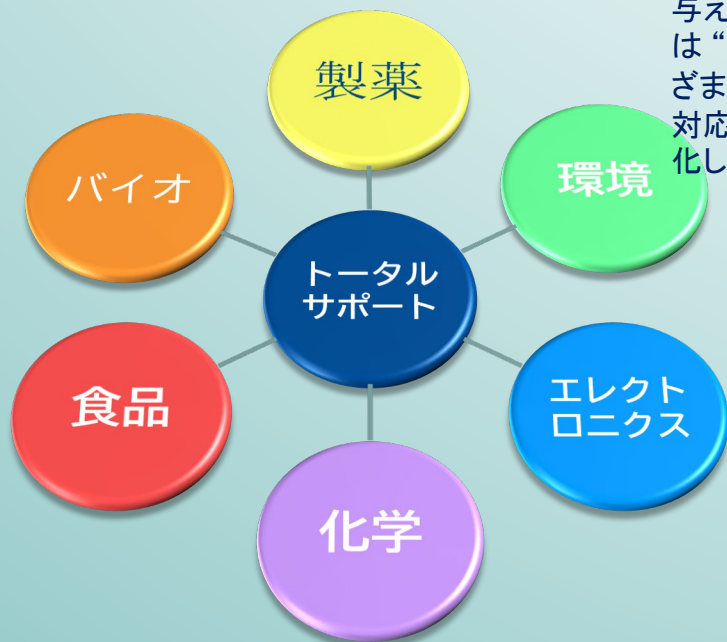 与え
は“
ざま
対応
化し
製薬
バイオ
環境
トータル
サポート
食品
エレクト
ロニクス
化学